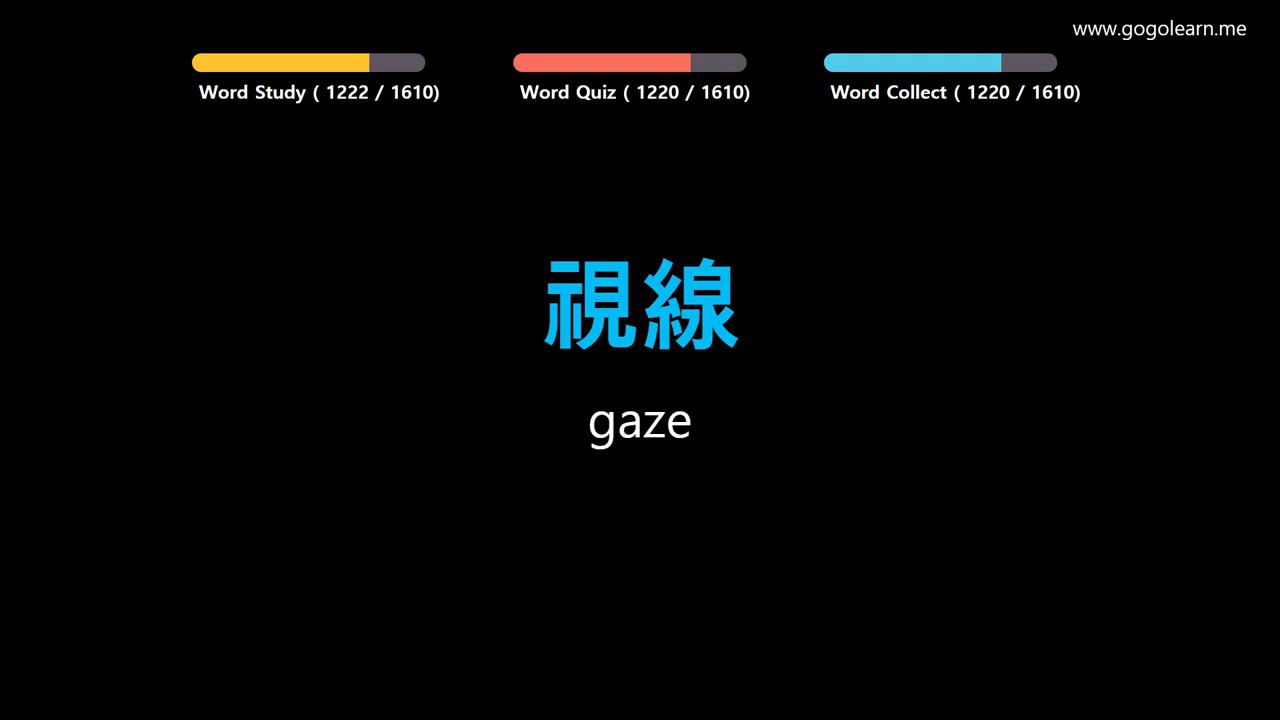 www.gogolearn.me
Word Study ( 1222 / 1610)
Word Quiz ( 1220 / 1610)
Word Collect ( 1220 / 1610)
視線
gaze